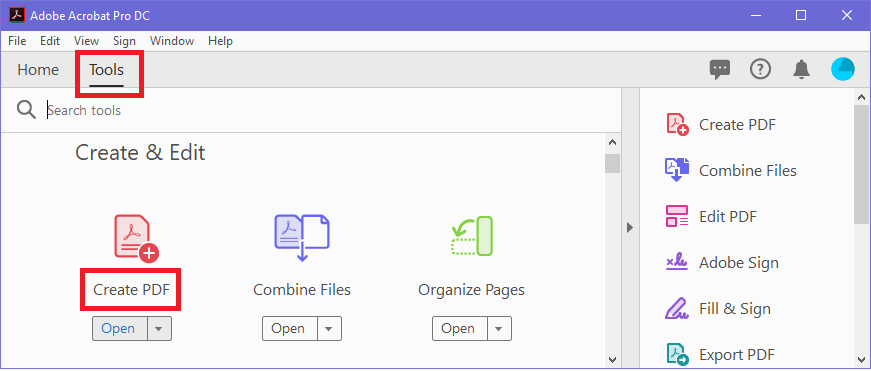 Adobe Acrobat Pro DC
File Edit View Sign Window Help
Home Tools
Search tools
Create & Edit
Create PDF Combine Files Organize Pages
Open Open Open
Create PDF
Combine Files
Edit PDF
Adobe Sign
Fill & Sign
Export PDF